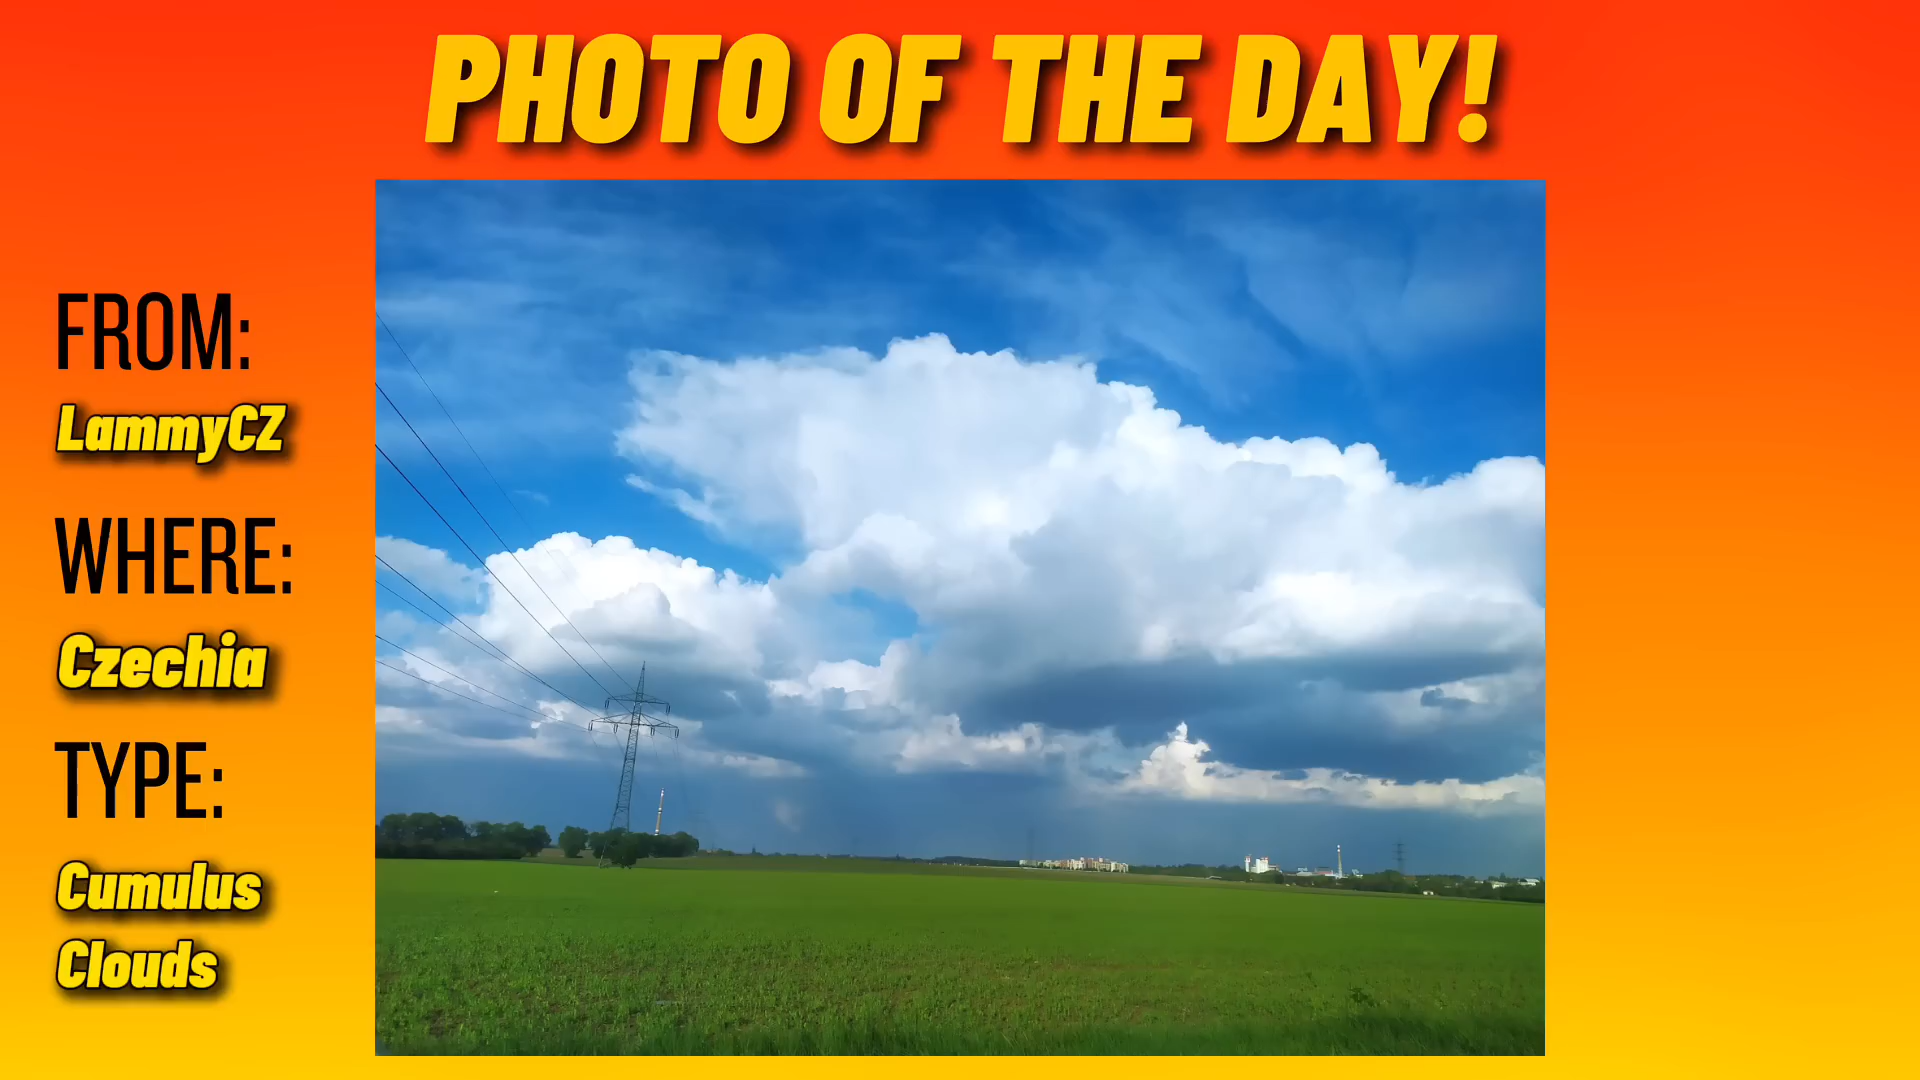 PHOTO OF THE DAY!
FROM:
LammyCZ
WHERE:
Czechia
TYPE:
Cumulus
Clouds